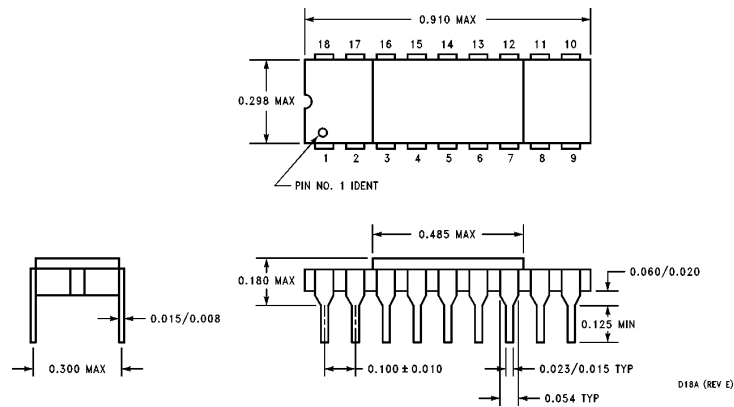 0.910 MAX
18 17 16 15 14 13 12 11 10
0.298 MAX
1 2 3 4 5 6 7 8 9
PIN NO. 1 IDENT
0.485 MAX
0.180 MAX
0.060/0.020
0.015/0.008
0.125 MIN
0.300 MAX
0.100 ± 0.010
0.023/0.015 TYP
0.054 TYP
D18A (REV E)